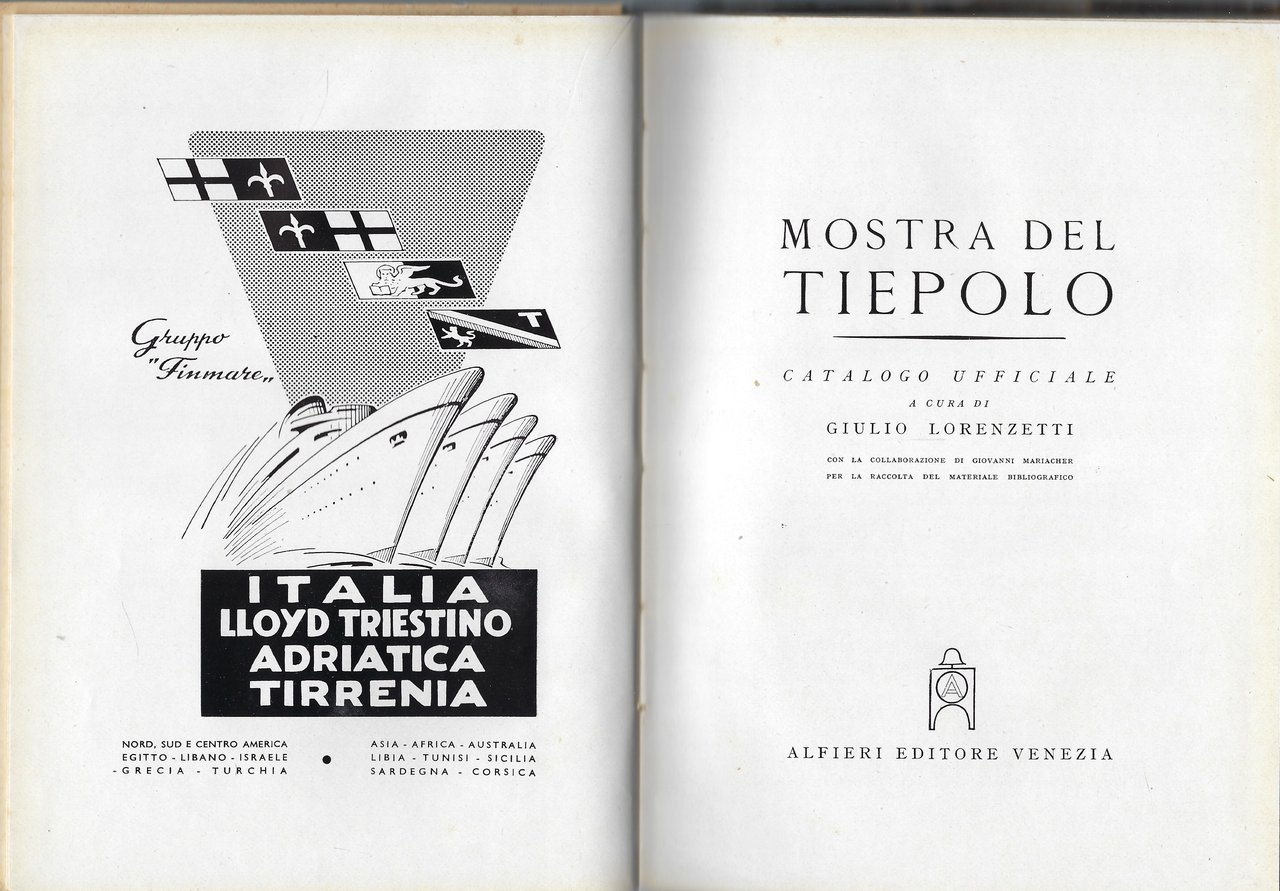 Gruppo
"Finmare„
T
ITALIA
LLOYD TRIESTINO
ADRIATICA
TIRRENIA
NORD, SUD E CENTRO AMERICA
EGITTO - LIBANO - ISRAELE
- GRECIA - TURCHIA
ASIA - AFRICA - AUSTRALIA
LIBIA - TUNISI - SICILIA
SARDEGNA - CORSICA
MOSTRA DEL
TIEPOLO
CATALOGO UFFICIALE
A CURA DI
GIULIO LORENZETTI
CON LA COLLABORAZIONE DI GIOVANNI MARIACHER
PER LA RACCOLTA DEL MATERIALE BIBLIOGRAFICO
A
ALFIERI EDITORE VENEZIA